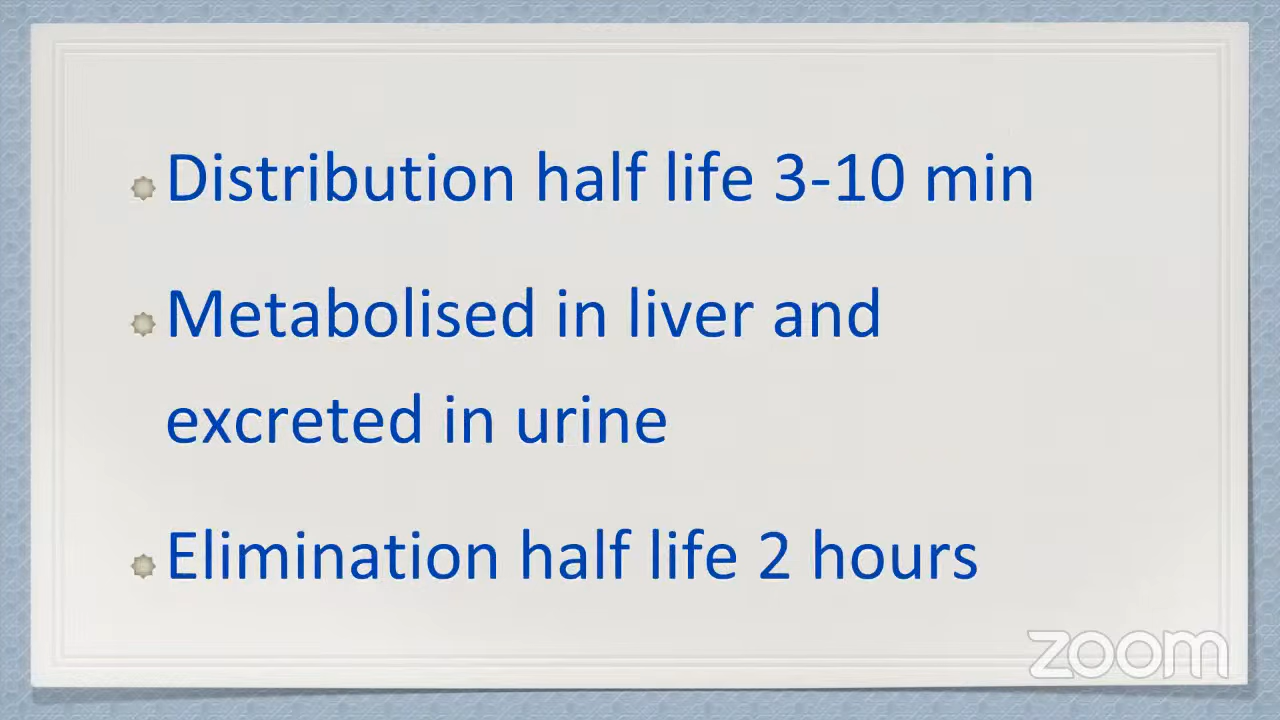 Distribution half life 3-10 min
Metabolised in liver and
excreted in urine
Elimination half life 2 hours
zoom